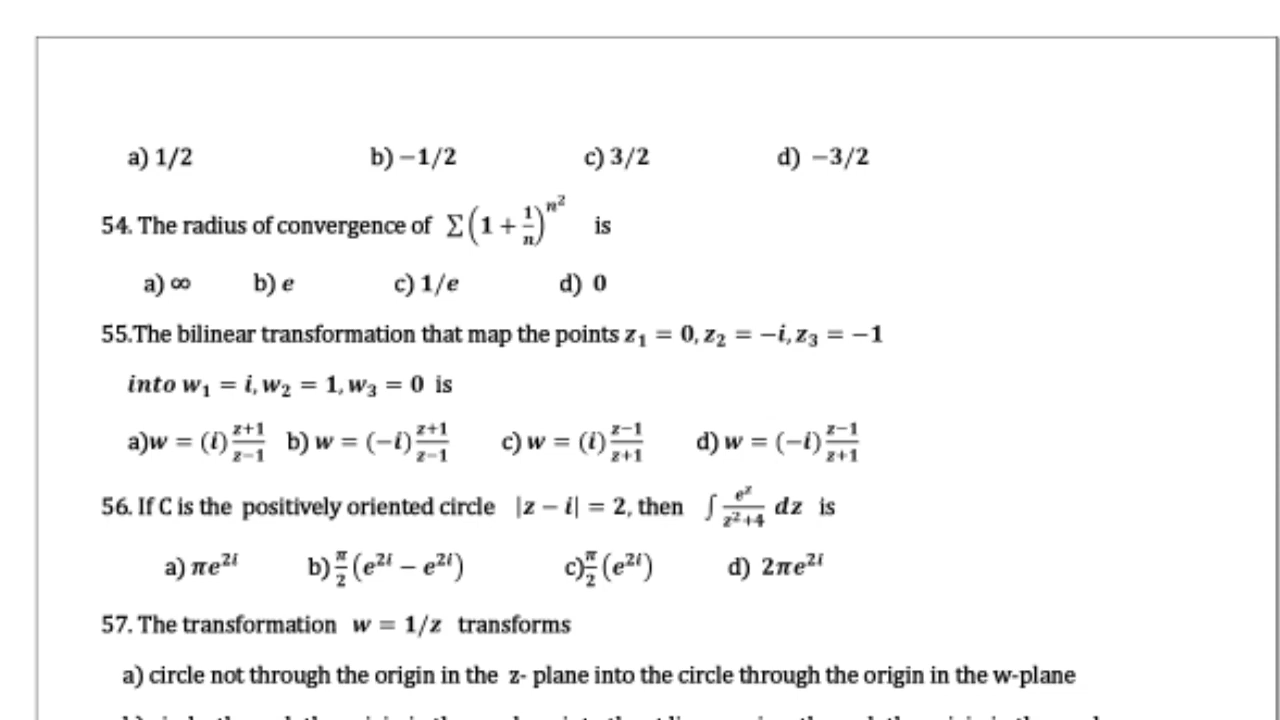 a) 1/2 b) −1/2 c) 3/2 d) −3/2
54. The radius of convergence of ∑(1 + 1/n)^n² is
a) ∞ b) e c) 1/e d) 0
55.The bilinear transformation that map the points z₁ = 0, z₂ = −i, z₃ = −1
into w₁ = i, w₂ = 1, w₃ = 0 is
a)w = (i) z+1/z−1 b) w = (−i) z+1/z−1 c) w = (i) z−1/z+1 d) w = (−i) z−1/z+1
56. If C is the positively oriented circle |z − i| = 2, then ∫ e^z/z²+4 dz is
a) πe^2i b) π/2 (e^2i − e^2i) c) π/2 (e^2i) d) 2πe^2i
57. The transformation w = 1/z transforms
a) circle not through the origin in the z- plane into the circle through the origin in the w-plane